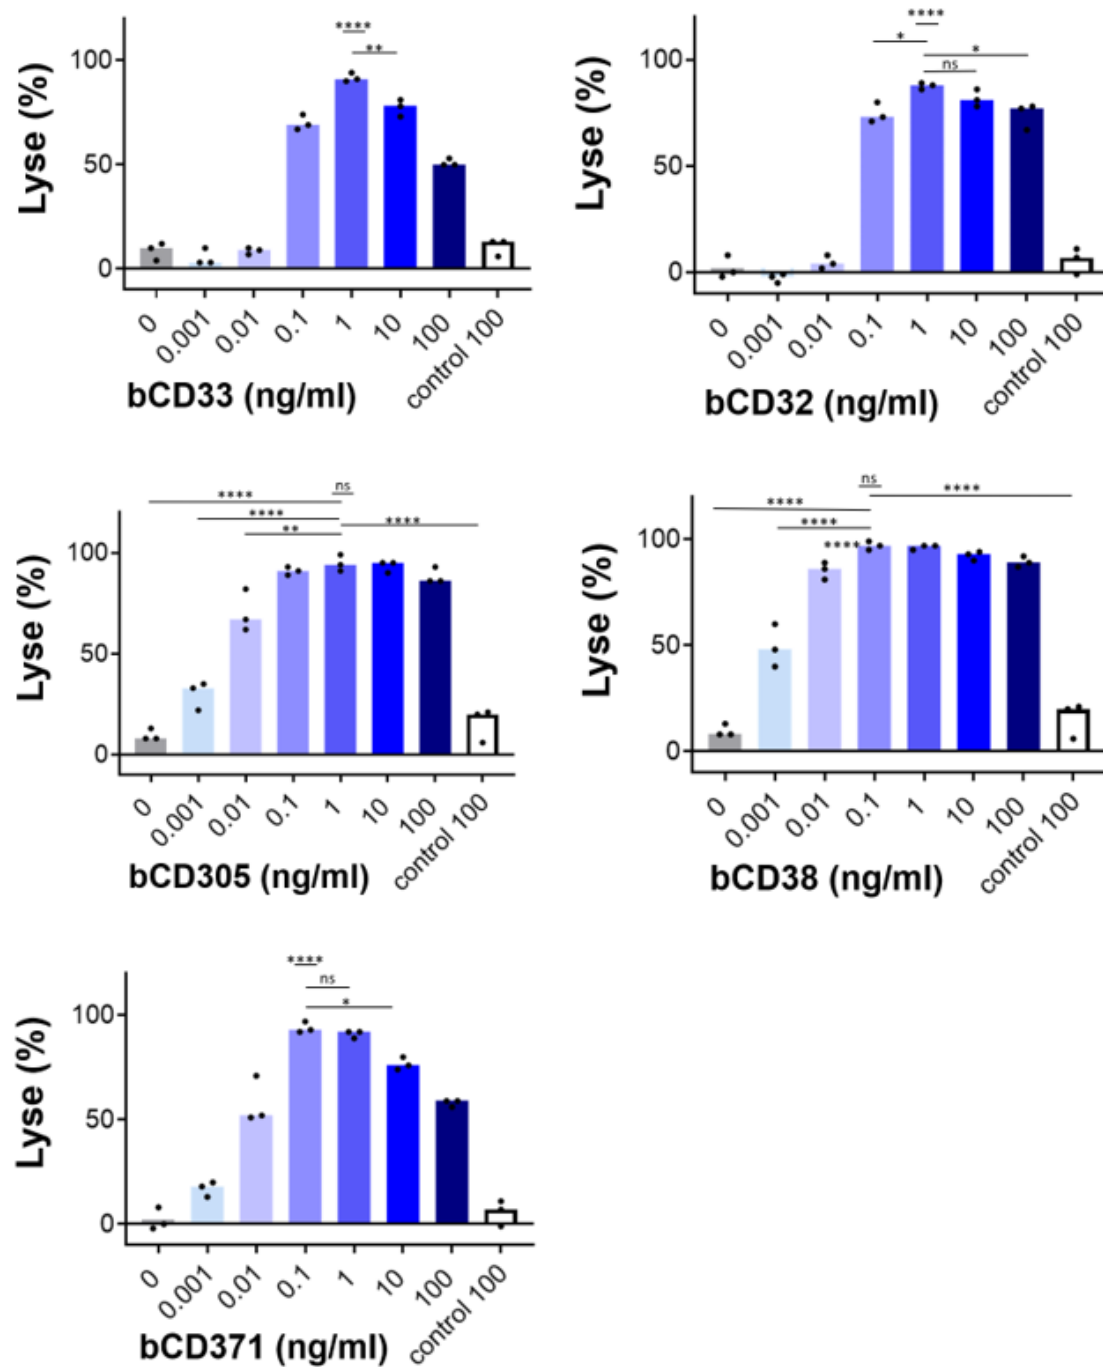 ****
**
Lyse (%)
100
50
0
0 0.001 0.01 0.1 1 10 100 control 100
bCD33 (ng/ml)
****
*
*
ns
Lyse (%)
100
50
0
0 0.001 0.01 0.1 1 10 100 control 100
bCD32 (ng/ml)
ns
****
****
****
**
Lyse (%)
100
50
0
0 0.001 0.01 0.1 1 10 100 control 100
bCD305 (ng/ml)
ns
****
****
****
****
Lyse (%)
100
50
0
0 0.001 0.01 0.1 1 10 100 control 100
bCD38 (ng/ml)
****
ns
*
Lyse (%)
100
50
0
0 0.001 0.01 0.1 1 10 100 control 100
bCD371 (ng/ml)